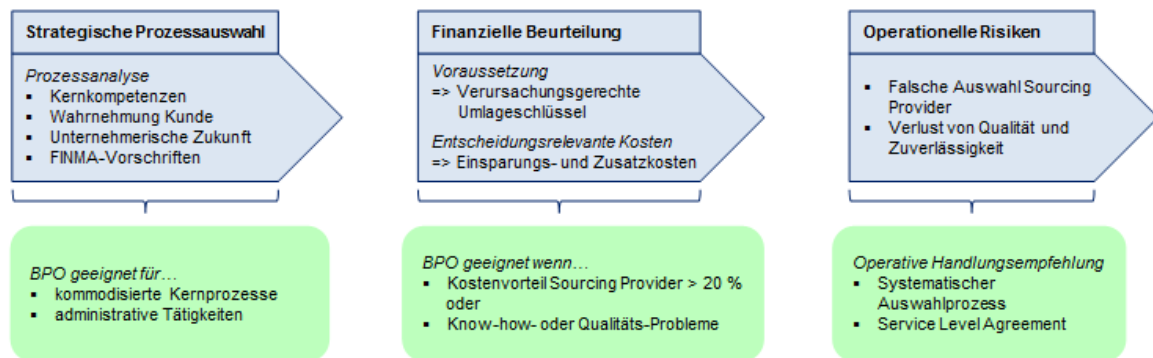 Strategische Prozessauswahl
Prozessanalyse
▪ Kernkompetenzen
▪ Wahrnehmung Kunde
▪ Unternehmerische Zukunft
▪ FINMA-Vorschriften
BPO geeignet für…
▪ kommodisierte Kernprozesse
▪ administrative Tätigkeiten
Finanzielle Beurteilung
Voraussetzung
=> Verursachungsgerechte
Umlageschlüssel
Entscheidungsrelevante Kosten
=> Einsparungs- und Zusatzkosten
BPO geeignet wenn…
▪ Kostenvorteil Sourcing Provider > 20 %
oder
▪ Know-how- oder Qualitäts-Probleme
Operationelle Risiken
▪ Falsche Auswahl Sourcing
Provider
▪ Verlust von Qualität und
Zuverlässigkeit
Operative Handlungsempfehlung
▪ Systematischer
Auswahlprozess
▪ Service Level Agreement